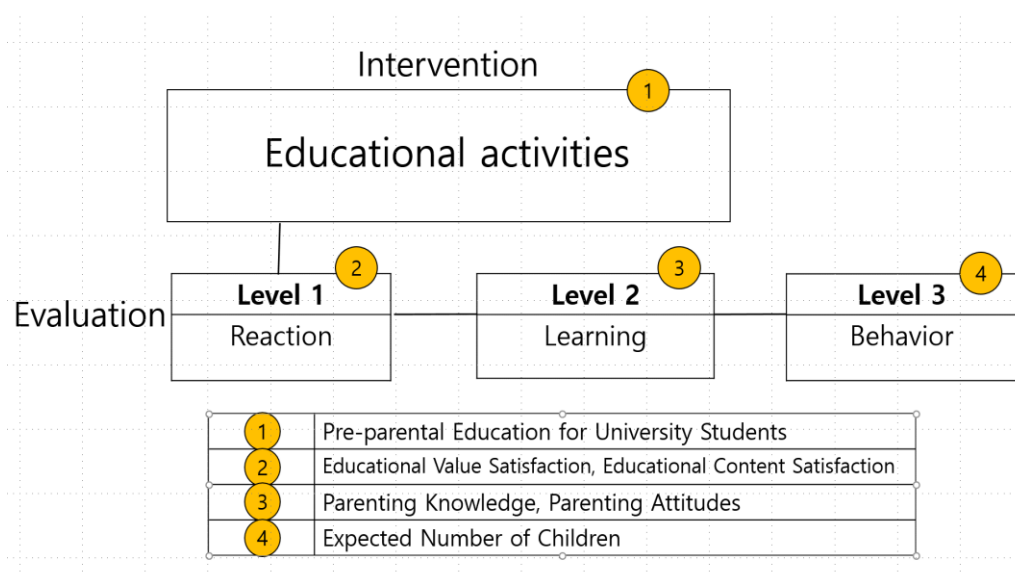 Intervention
1
Educational activities
2
3
4
Evaluation
Level 1
Level 2
Level 3
Reaction
Learning
Behavior
1 Pre-parental Education for University Students
2 Educational Value Satisfaction, Educational Content Satisfaction
3 Parenting Knowledge, Parenting Attitudes
4 Expected Number of Children